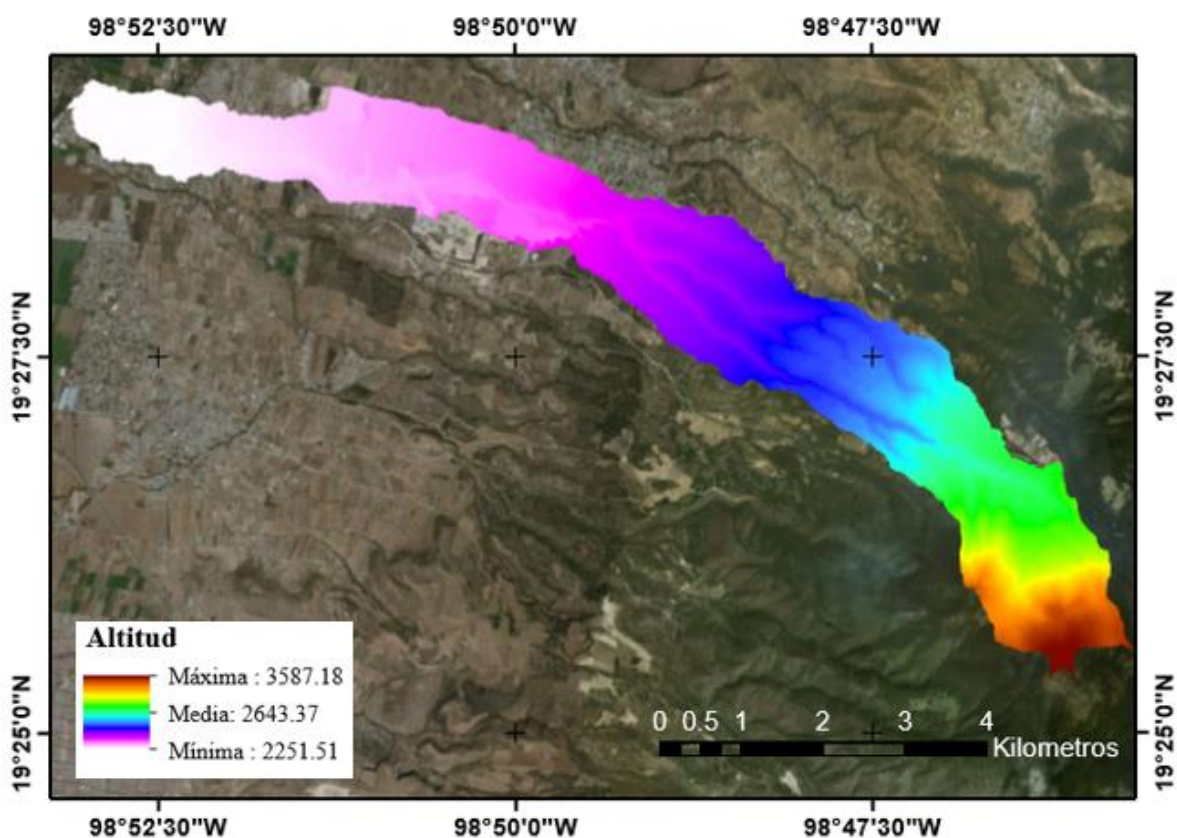 98°52'30"W 98°50'0"W 98°47'30"W
19°27'30"N 19°27'30"N
19°25'0"N 19°25'0"N
Altitud
Máxima : 3587.18
Media: 2643.37
Mínima : 2251.51
0 0.5 1 2 3 4
Kilometros
98°52'30"W 98°50'0"W 98°47'30"W